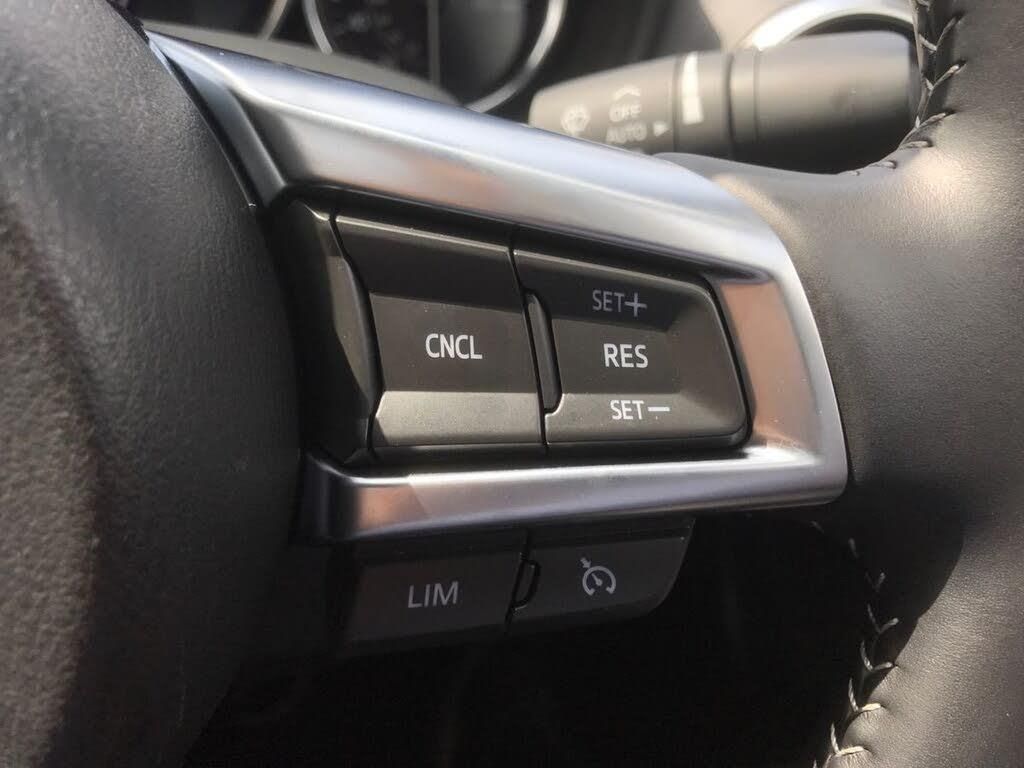 OFF
AUTO
CNCL
SET+
RES
SET−
LIM